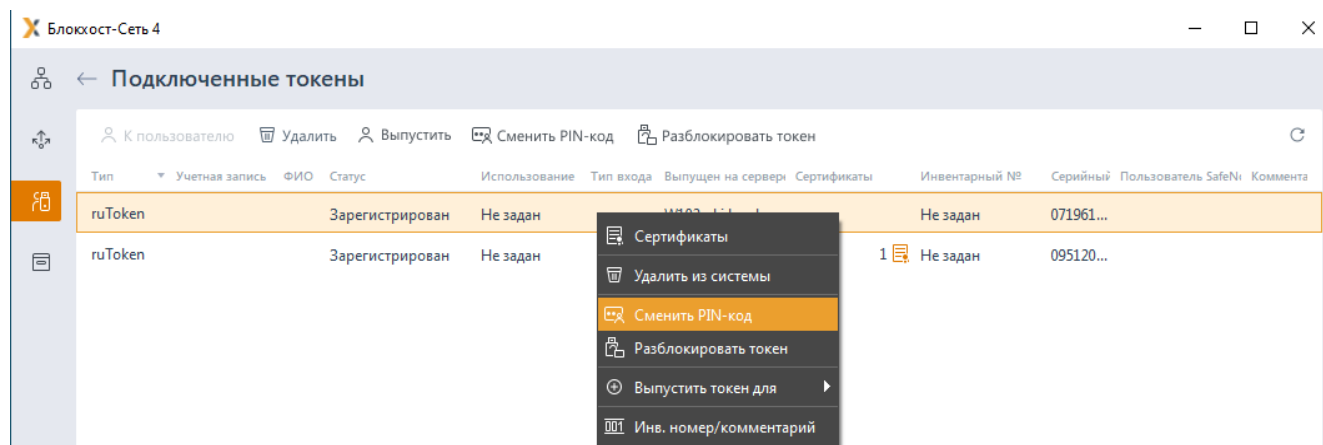 Блокхост-Сеть 4
Подключенные токены
К пользователю Удалить Выпустить Сменить PIN-код Разблокировать токен
Тип Учетная запись ФИО Статус Использование Тип входа Выпущен на сервере Сертификаты Инвентарный № Серийный Пользователь SafeN Коммента
ruToken Зарегистрирован Не задан Не задан 071961...
ruToken Зарегистрирован Не задан 1 Не задан 095120...
Сертификаты
Удалить из системы
Сменить PIN-код
Разблокировать токен
Выпустить токен для
Инв. номер/комментарий